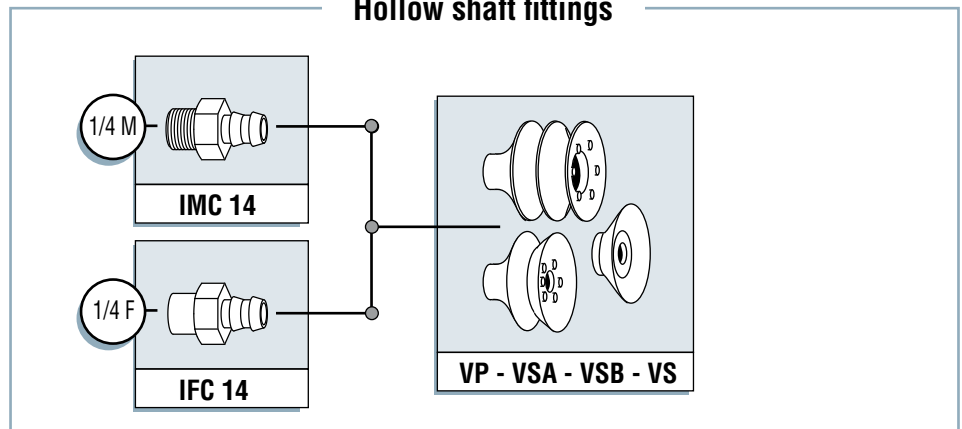 Hollow shaft fittings
1/4 M
IMC 14
1/4 F
IFC 14
VP - VSA - VSB - VS